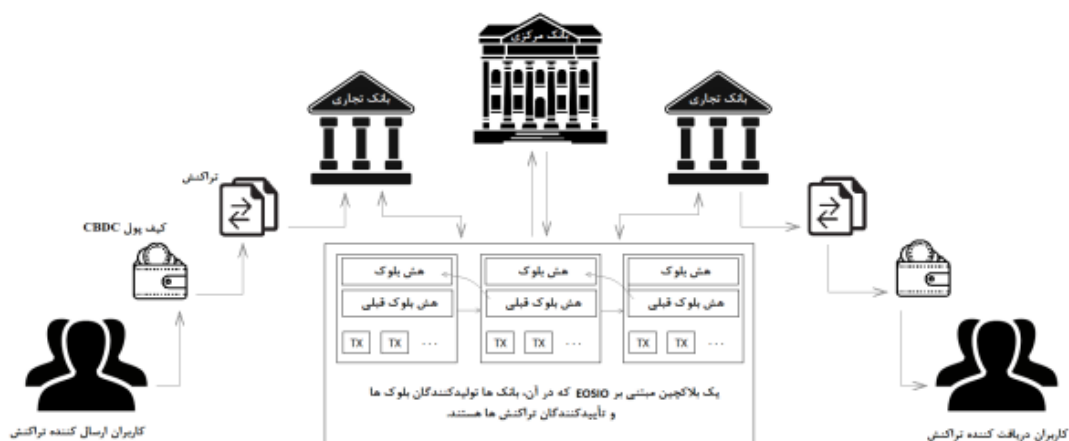 بانک مرکزی
بانک تجاری
بانک تجاری
تراکنش
کیف پول CBDC
هش بلوک
هش بلوک
هش بلوک
هش بلوک قبلی
هش بلوک قبلی
هش بلوک قبلی
TX TX ...
TX TX ...
TX TX ...
یک بلاکچین مبتنی بر EOSIO که در آن، بانک ها تولیدکنندگان بلوک ها
و تأییدکنندگان تراکنش ها هستند.
کاربران ارسال کننده تراکنش
کاربران دریافت کننده تراکنش